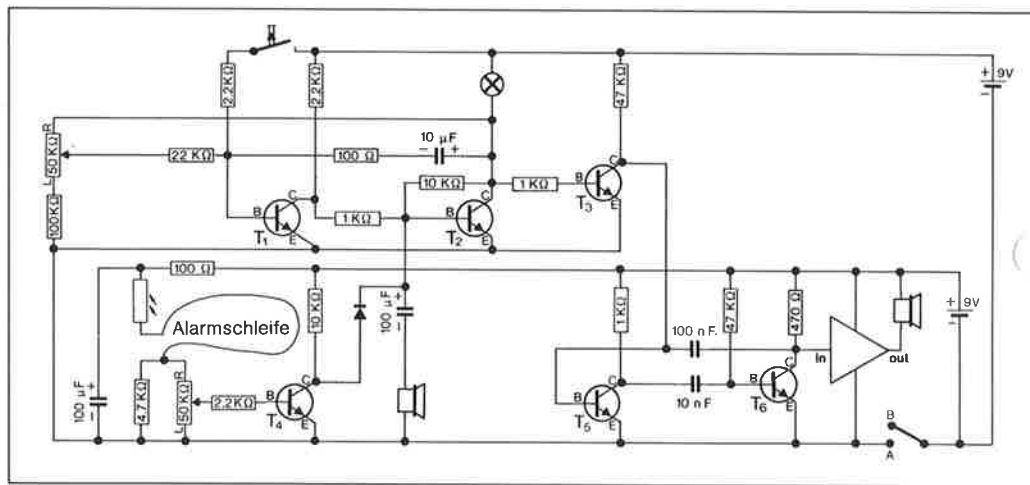 2.2KΩ
2.2KΩ
47 KΩ
+ 9V
-
R
50 KΩ
L
22 KΩ
10 µF
- +
100 Ω
10 KΩ
1 KΩ
C
B
E
T3
100KΩ
C
B
E
T1
1 KΩ
C
B
E
T2
100 Ω
Alarmschleife
10 KΩ
100 µF
+
-
1 KΩ
100 nF
47 KΩ
470 Ω
+ 9V
-
in
out
100 µF
+
-
4.7 KΩ
R
50 KΩ
L
2.2KΩ
C
B
E
T4
C
B
E
T5
10 nF
C
B
E
T6
B
A